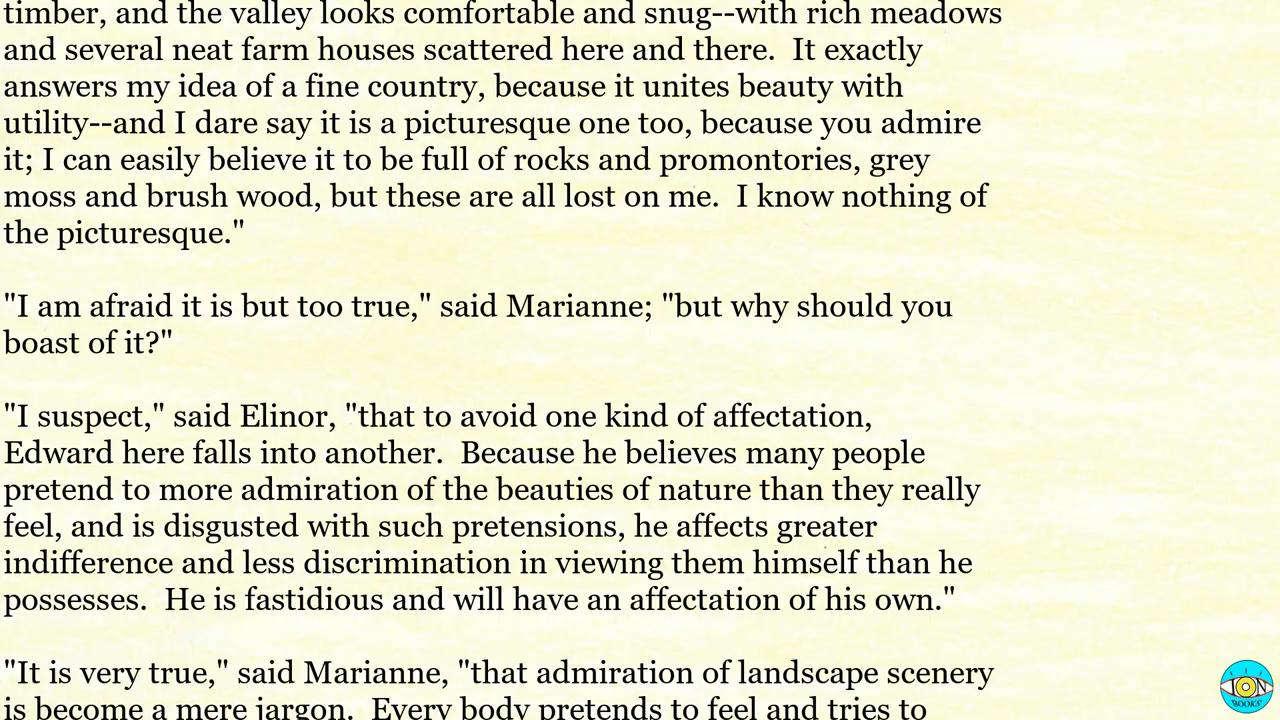 timber, and the valley looks comfortable and snug--with rich meadows
and several neat farm houses scattered here and there.  It exactly
answers my idea of a fine country, because it unites beauty with
utility--and I dare say it is a picturesque one too, because you admire
it; I can easily believe it to be full of rocks and promontories, grey
moss and brush wood, but these are all lost on me.  I know nothing of
the picturesque."

"I am afraid it is but too true," said Marianne; "but why should you
boast of it?"

"I suspect," said Elinor, "that to avoid one kind of affectation,
Edward here falls into another.  Because he believes many people
pretend to more admiration of the beauties of nature than they really
feel, and is disgusted with such pretensions, he affects greater
indifference and less discrimination in viewing them himself than he
possesses.  He is fastidious and will have an affectation of his own."

"It is very true," said Marianne, "that admiration of landscape scenery
is become a mere jargon.  Every body pretends to feel and tries to
ION
BOOKS